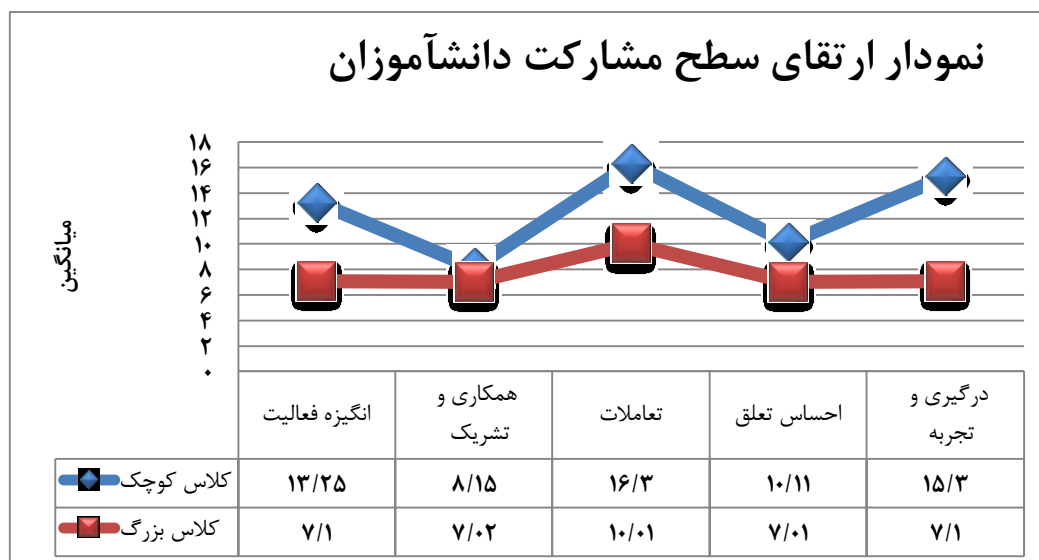 نمودار ارتقای سطح مشارکت دانشآموزان
میانگین
۱۸
۱۶
۱۴
۱۲
۱۰
۸
۶
۴
۲
۰
انگیزه فعالیت
همکاری و
تشریک
تعاملات
احساس تعلق
درگیری و
تجربه
کلاس کوچک ۱۳/۲۵ ۸/۱۵ ۱۶/۳ ۱۰/۱۱ ۱۵/۳
کلاس بزرگ ۷/۱ ۷/۰۲ ۱۰/۰۱ ۷/۰۱ ۷/۱